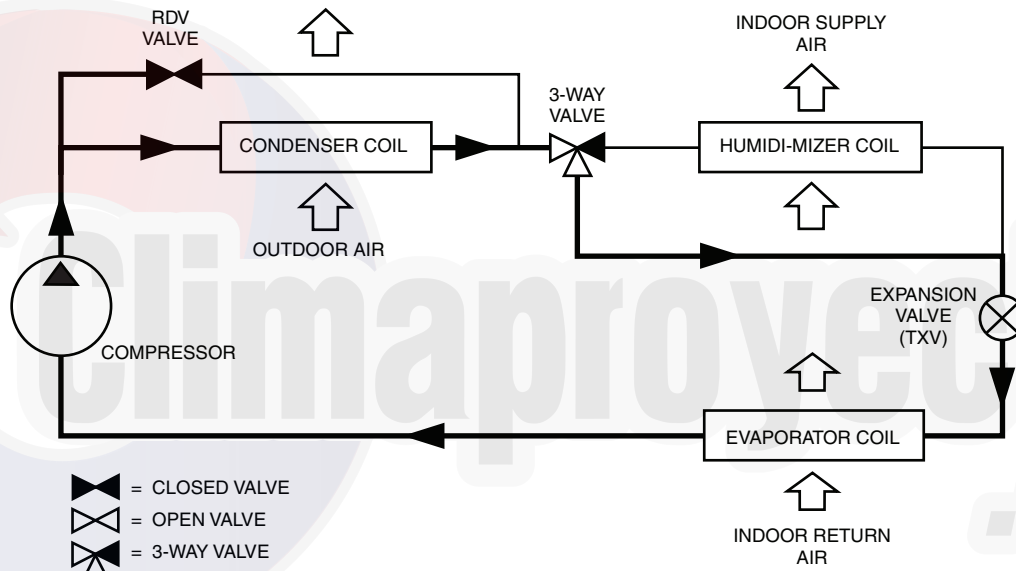 RDV
VALVE
INDOOR SUPPLY
AIR
3-WAY
VALVE
CONDENSER COIL
HUMIDI-MIZER COIL
OUTDOOR AIR
EXPANSION
VALVE
(TXV)
COMPRESSOR
Climaproyec
EVAPORATOR COIL
INDOOR RETURN
AIR
= CLOSED VALVE
= OPEN VALVE
= 3-WAY VALVE